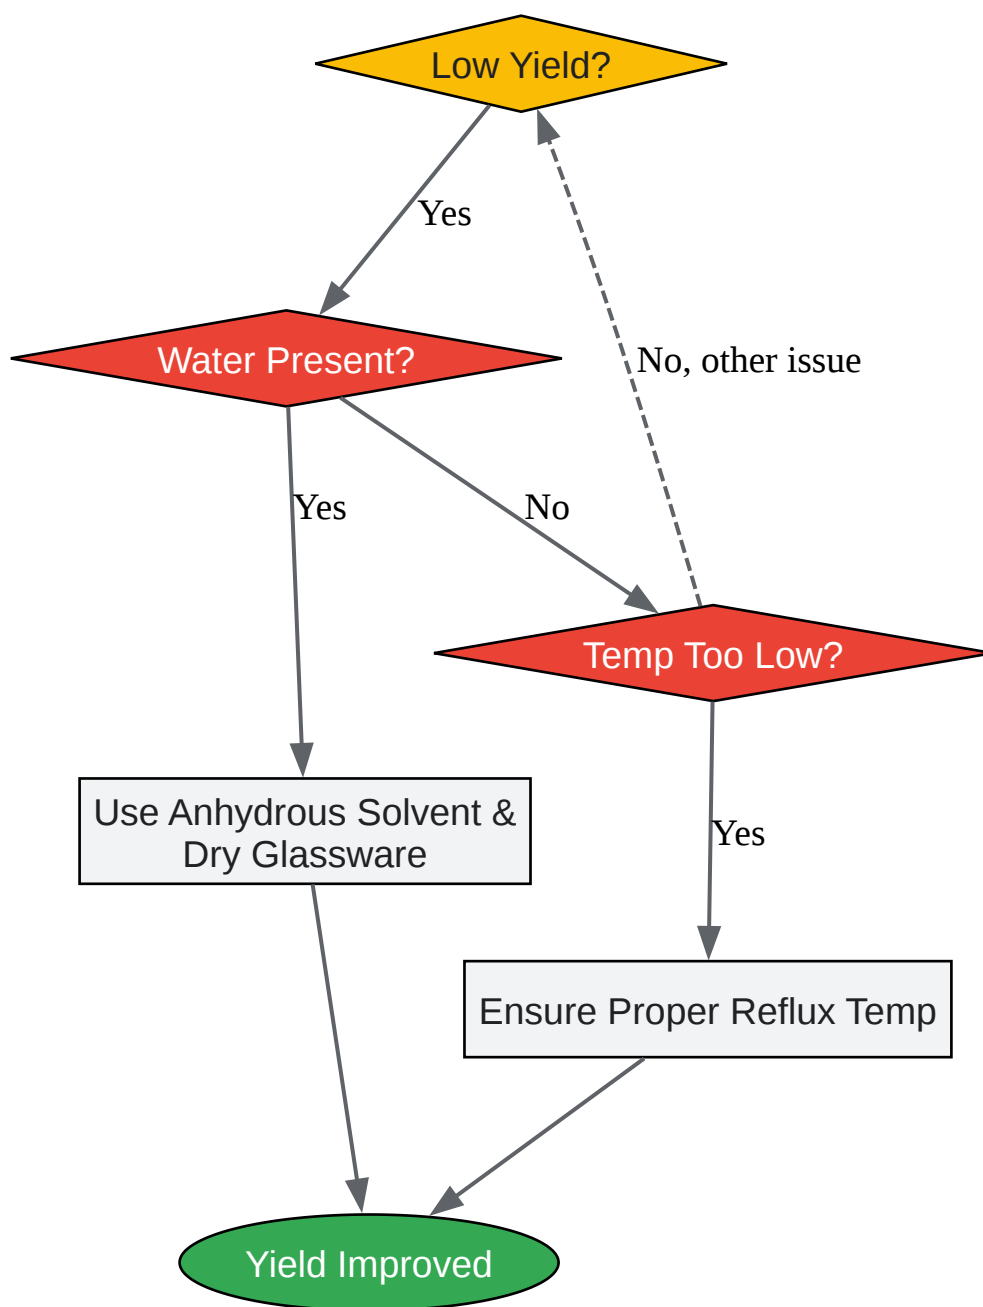 Low Yield?
Yes
Water Present?
No, other issue
Yes
No
Temp Too Low?
Use Anhydrous Solvent &
Dry Glassware
Yes
Ensure Proper Reflux Temp
Yield Improved